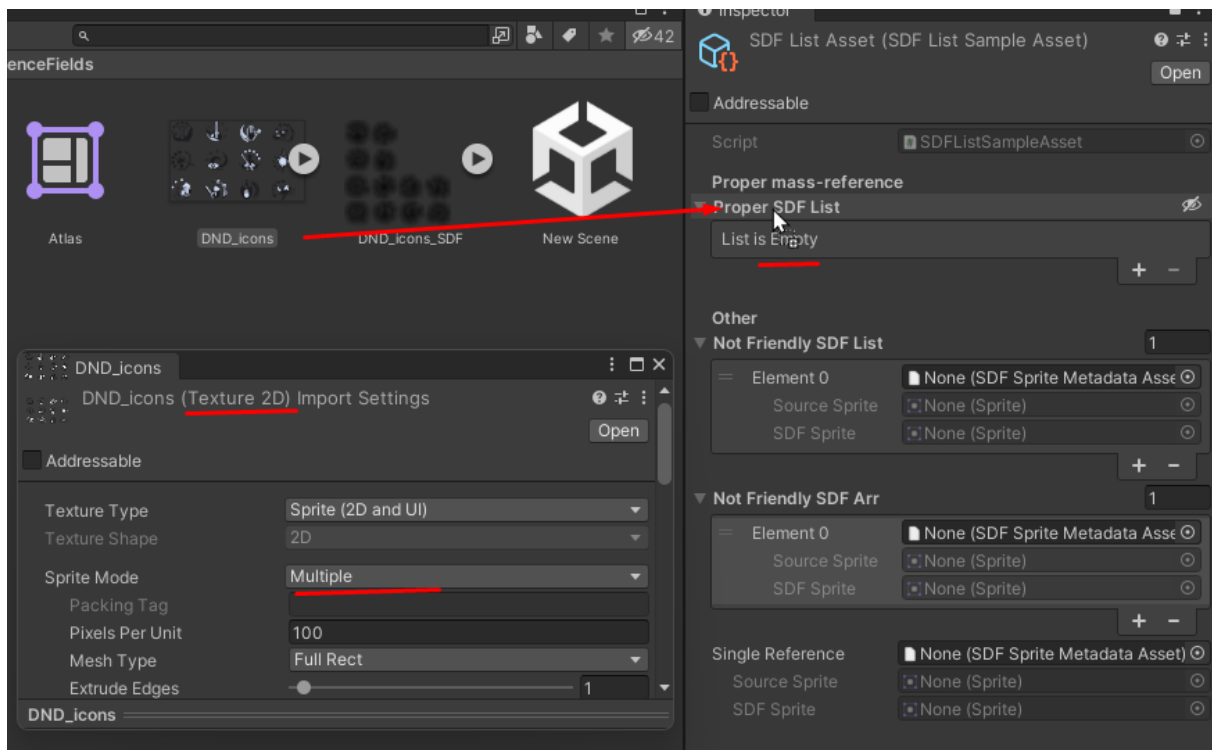 Inspector
42
enceFields
SDF List Asset (SDF List Sample Asset)
Open
Addressable
Script
SDFListSampleAsset
Proper mass-reference
Proper SDF List
List is Empty
Atlas
DND_icons
DND_icons_SDF
New Scene
Other
Not Friendly SDF List
1
Element 0
None (SDF Sprite Metadata Asse
Source Sprite
None (Sprite)
SDF Sprite
None (Sprite)
Not Friendly SDF Arr
1
Element 0
None (SDF Sprite Metadata Asse
Source Sprite
None (Sprite)
SDF Sprite
None (Sprite)
Single Reference
None (SDF Sprite Metadata Asset)
Source Sprite
None (Sprite)
SDF Sprite
None (Sprite)
DND_icons
DND_icons (Texture 2D) Import Settings
Open
Addressable
Texture Type
Sprite (2D and UI)
Texture Shape
2D
Sprite Mode
Multiple
Packing Tag
Pixels Per Unit
100
Mesh Type
Full Rect
Extrude Edges
1
DND_icons